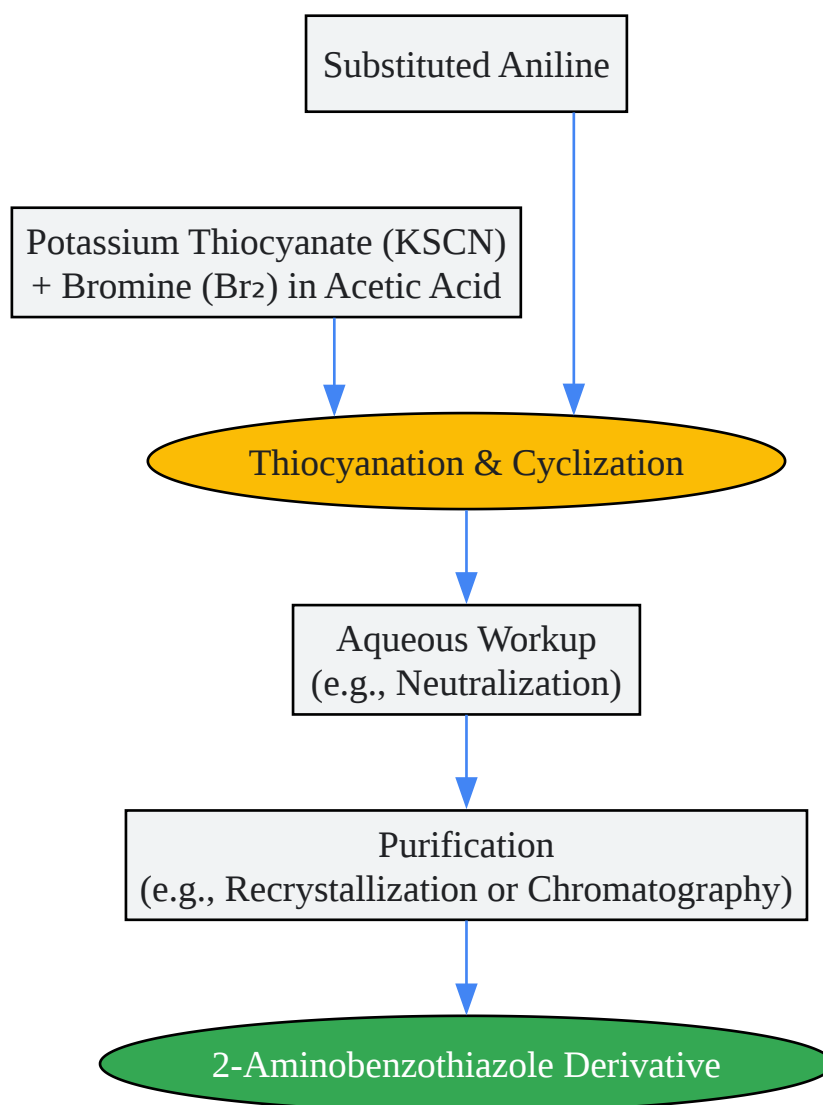 Substituted Aniline
Potassium Thiocyanate (KSCN)
+ Bromine (Br₂) in Acetic Acid
Thiocyanation & Cyclization
Aqueous Workup
(e.g., Neutralization)
Purification
(e.g., Recrystallization or Chromatography)
2-Aminobenzothiazole Derivative